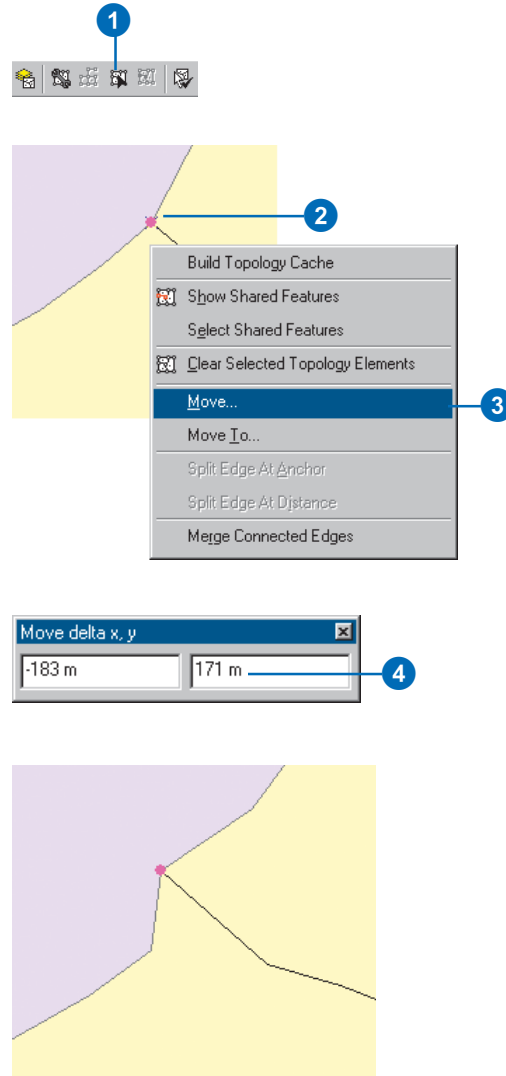 1
2
Build Topology Cache
Show Shared Features
Select Shared Features
Clear Selected Topology Elements
Move...
3
Move To...
Split Edge At Anchor
Split Edge At Distance
Merge Connected Edges
Move delta x, y
-183 m
171 m
4